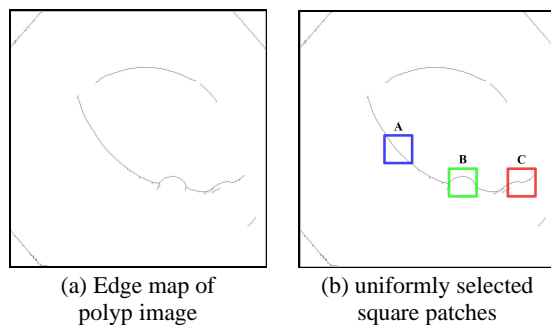 A
B
C
(a) Edge map of
polyp image
(b) uniformly selected
square patches